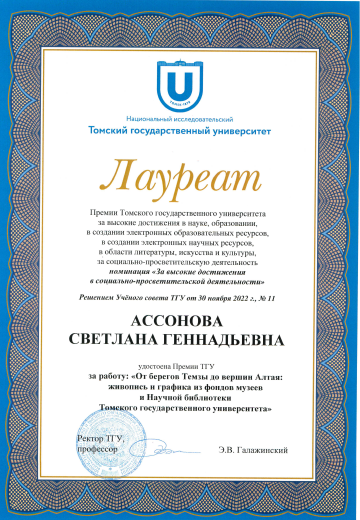 Национальный исследовательский
Томский государственный университет
Лауреат
Премии Томского государственного университета
за высокие достижения в науке, образовании,
в создании электронных образовательных ресурсов,
в создании электронных научных ресурсов,
в области литературы, искусства и культуры,
за социально-просветительскую деятельность
номинация «За высокие достижения
в социально-просветительской деятельности»
Решением Учёного совета ТГУ от 30 ноября 2022 г., № 11
АССОНОВА
СВЕТЛАНА ГЕННАДЬЕВНА
удостоена Премии ТГУ
за работу: «От берегов Темзы до вершин Алтая:
живопись и графика из фондов музеев
и Научной библиотеки
Томского государственного университета»
Ректор ТГУ,
профессор
Э.В. Галажинский